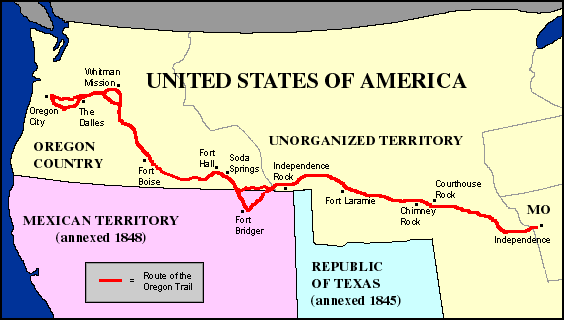 Whitman
Mission
UNITED STATES OF AMERICA
Oregon
City
The
Dalles
OREGON
COUNTRY
UNORGANIZED TERRITORY
Fort
Boise
Fort
Hall
Soda
Springs
Independence
Rock
Fort Laramie
Courthouse
Rock
Chimney
Rock
MO
Independence
MEXICAN TERRITORY
(annexed 1848)
Fort
Bridger
REPUBLIC
OF TEXAS
(annexed 1845)
= Route of the
Oregon Trail